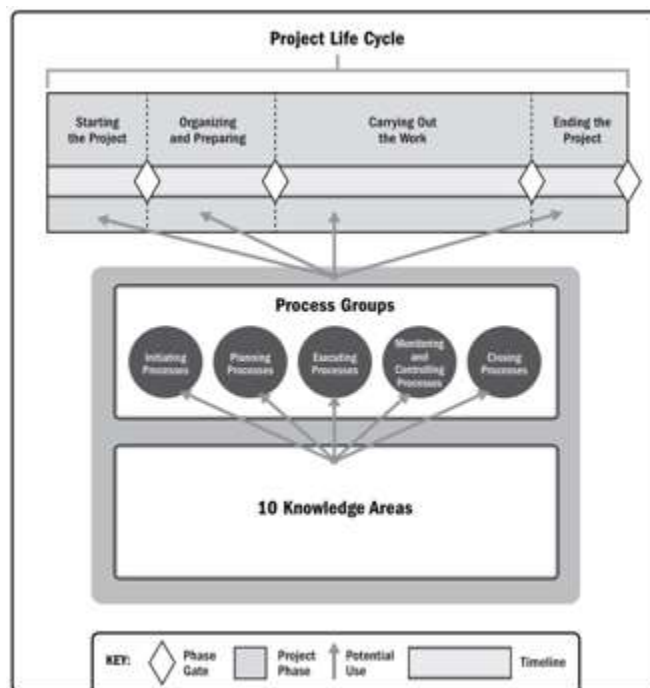 Project Life Cycle
Starting
the Project
Organizing
and Preparing
Carrying Out
the Work
Ending the
Project
Process Groups
Initiating
Processes
Planning
Processes
Executing
Processes
Monitoring
and
Controlling
Processes
Closing
Processes
10 Knowledge Areas
KEY:
Phase
Gate
Project
Phase
Potential
Use
Timeline